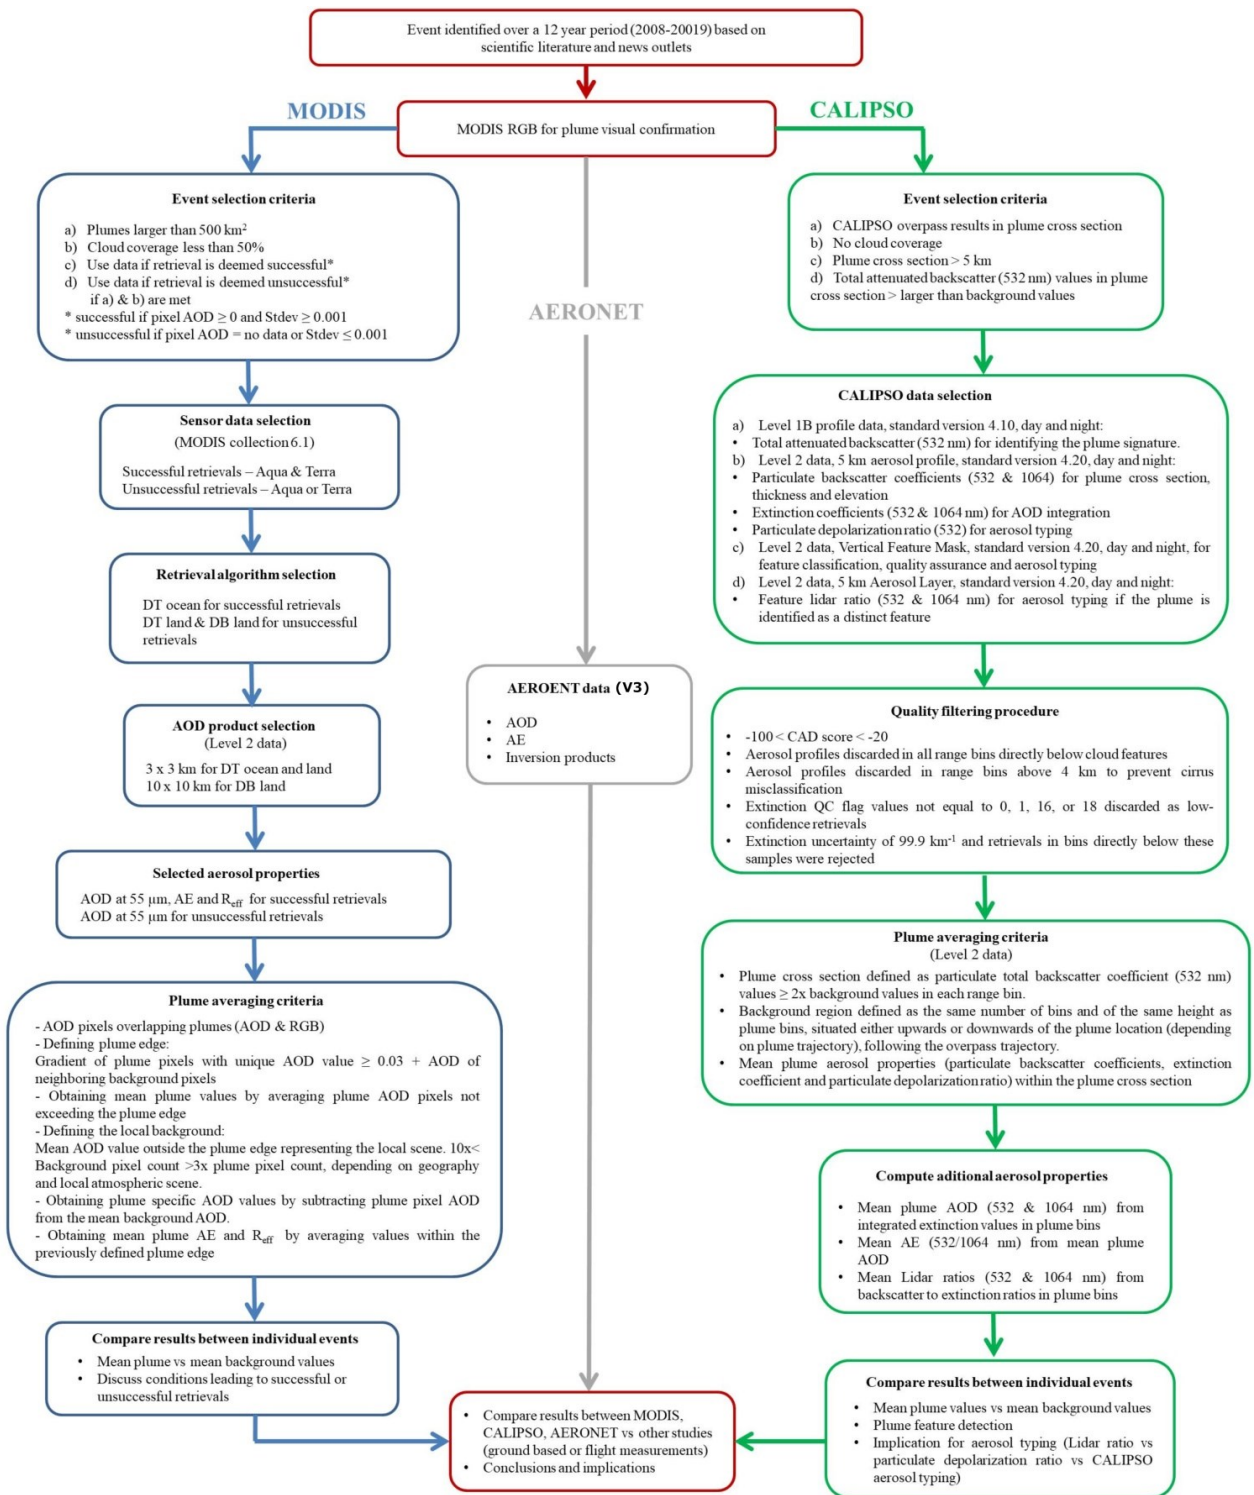 Event identified over a 12 year period (2008-20019) based on
scientific literature and news outlets
MODIS
CALIPSO
MODIS RGB for plume visual confirmation
Event selection criteria
a) Plumes larger than 500 km²
b) Cloud coverage less than 50%
c) Use data if retrieval is deemed successful*
d) Use data if retrieval is deemed unsuccessful*
if a) & b) are met
* successful if pixel AOD ≥ 0 and Stdev ≥ 0.001
* unsuccessful if pixel AOD = no data or Stdev ≤ 0.001
Sensor data selection
(MODIS collection 6.1)
Successful retrievals – Aqua & Terra
Unsuccessful retrievals – Aqua or Terra
Retrieval algorithm selection
DT ocean for successful retrievals
DT land & DB land for unsuccessful
retrievals
AOD product selection
(Level 2 data)
3 x 3 km for DT ocean and land
10 x 10 km for DB land
Selected aerosol properties
AOD at 55 µm, AE and Reff for successful retrievals
AOD at 55 µm for unsuccessful retrievals
Plume averaging criteria
- AOD pixels overlapping plumes (AOD & RGB)
- Defining plume edge:
Gradient of plume pixels with unique AOD value ≥ 0.03 + AOD of
neighboring background pixels
- Obtaining mean plume values by averaging plume AOD pixels not
exceeding the plume edge
- Defining the local background:
Mean AOD value outside the plume edge representing the local scene. 10x<
Background pixel count >3x plume pixel count, depending on geography
and local atmospheric scene.
- Obtaining plume specific AOD values by subtracting plume pixel AOD
from the mean background AOD.
- Obtaining mean plume AE and Reff by averaging values within the
previously defined plume edge
Compare results between individual events
• Mean plume vs mean background values
• Discuss conditions leading to successful or
unsuccessful retrievals
AERONET
AEROENT data (V3)
• AOD
• AE
• Inversion products
Event selection criteria
a) CALIPSO overpass results in plume cross section
b) No cloud coverage
c) Plume cross section > 5 km
d) Total attenuated backscatter (532 nm) values in plume
cross section > larger than background values
CALIPSO data selection
a) Level 1B profile data, standard version 4.10, day and night:
• Total attenuated backscatter (532 nm) for identifying the plume signature.
b) Level 2 data, 5 km aerosol profile, standard version 4.20, day and night:
• Particulate backscatter coefficients (532 & 1064) for plume cross section,
thickness and elevation
• Extinction coefficients (532 & 1064 nm) for AOD integration
• Particulate depolarization ratio (532) for aerosol typing
c) Level 2 data, Vertical Feature Mask, standard version 4.20, day and night, for
feature classification, quality assurance and aerosol typing
d) Level 2 data, 5 km Aerosol Layer, standard version 4.20, day and night:
• Feature lidar ratio (532 & 1064 nm) for aerosol typing if the plume is
identified as a distinct feature
Quality filtering procedure
• -100 < CAD score < -20
• Aerosol profiles discarded in all range bins directly below cloud features
• Aerosol profiles discarded in range bins above 4 km to prevent cirrus
misclassification
• Extinction QC flag values not equal to 0, 1, 16, or 18 discarded as low-
confidence retrievals
• Extinction uncertainty of 99.9 km⁻¹ and retrievals in bins directly below these
samples were rejected
Plume averaging criteria
(Level 2 data)
• Plume cross section defined as particulate total backscatter coefficient (532 nm)
values ≥ 2x background values in each range bin.
• Background region defined as the same number of bins and of the same height as
plume bins, situated either upwards or downwards of the plume location (depending
on plume trajectory), following the overpass trajectory.
• Mean plume aerosol properties (particulate backscatter coefficients, extinction
coefficient and particulate depolarization ratio) within the plume cross section
Compute aditional aerosol properties
• Mean plume AOD (532 & 1064 nm) from
integrated extinction values in plume bins
• Mean AE (532/1064 nm) from mean plume
AOD
• Mean Lidar ratios (532 & 1064 nm) from
backscatter to extinction ratios in plume bins
Compare results between individual events
• Mean plume values vs mean background values
• Plume feature detection
• Implication for aerosol typing (Lidar ratio vs
particulate depolarization ratio vs CALIPSO
aerosol typing)
• Compare results between MODIS,
CALIPSO, AERONET vs other studies
(ground based or flight measurements)
• Conclusions and implications